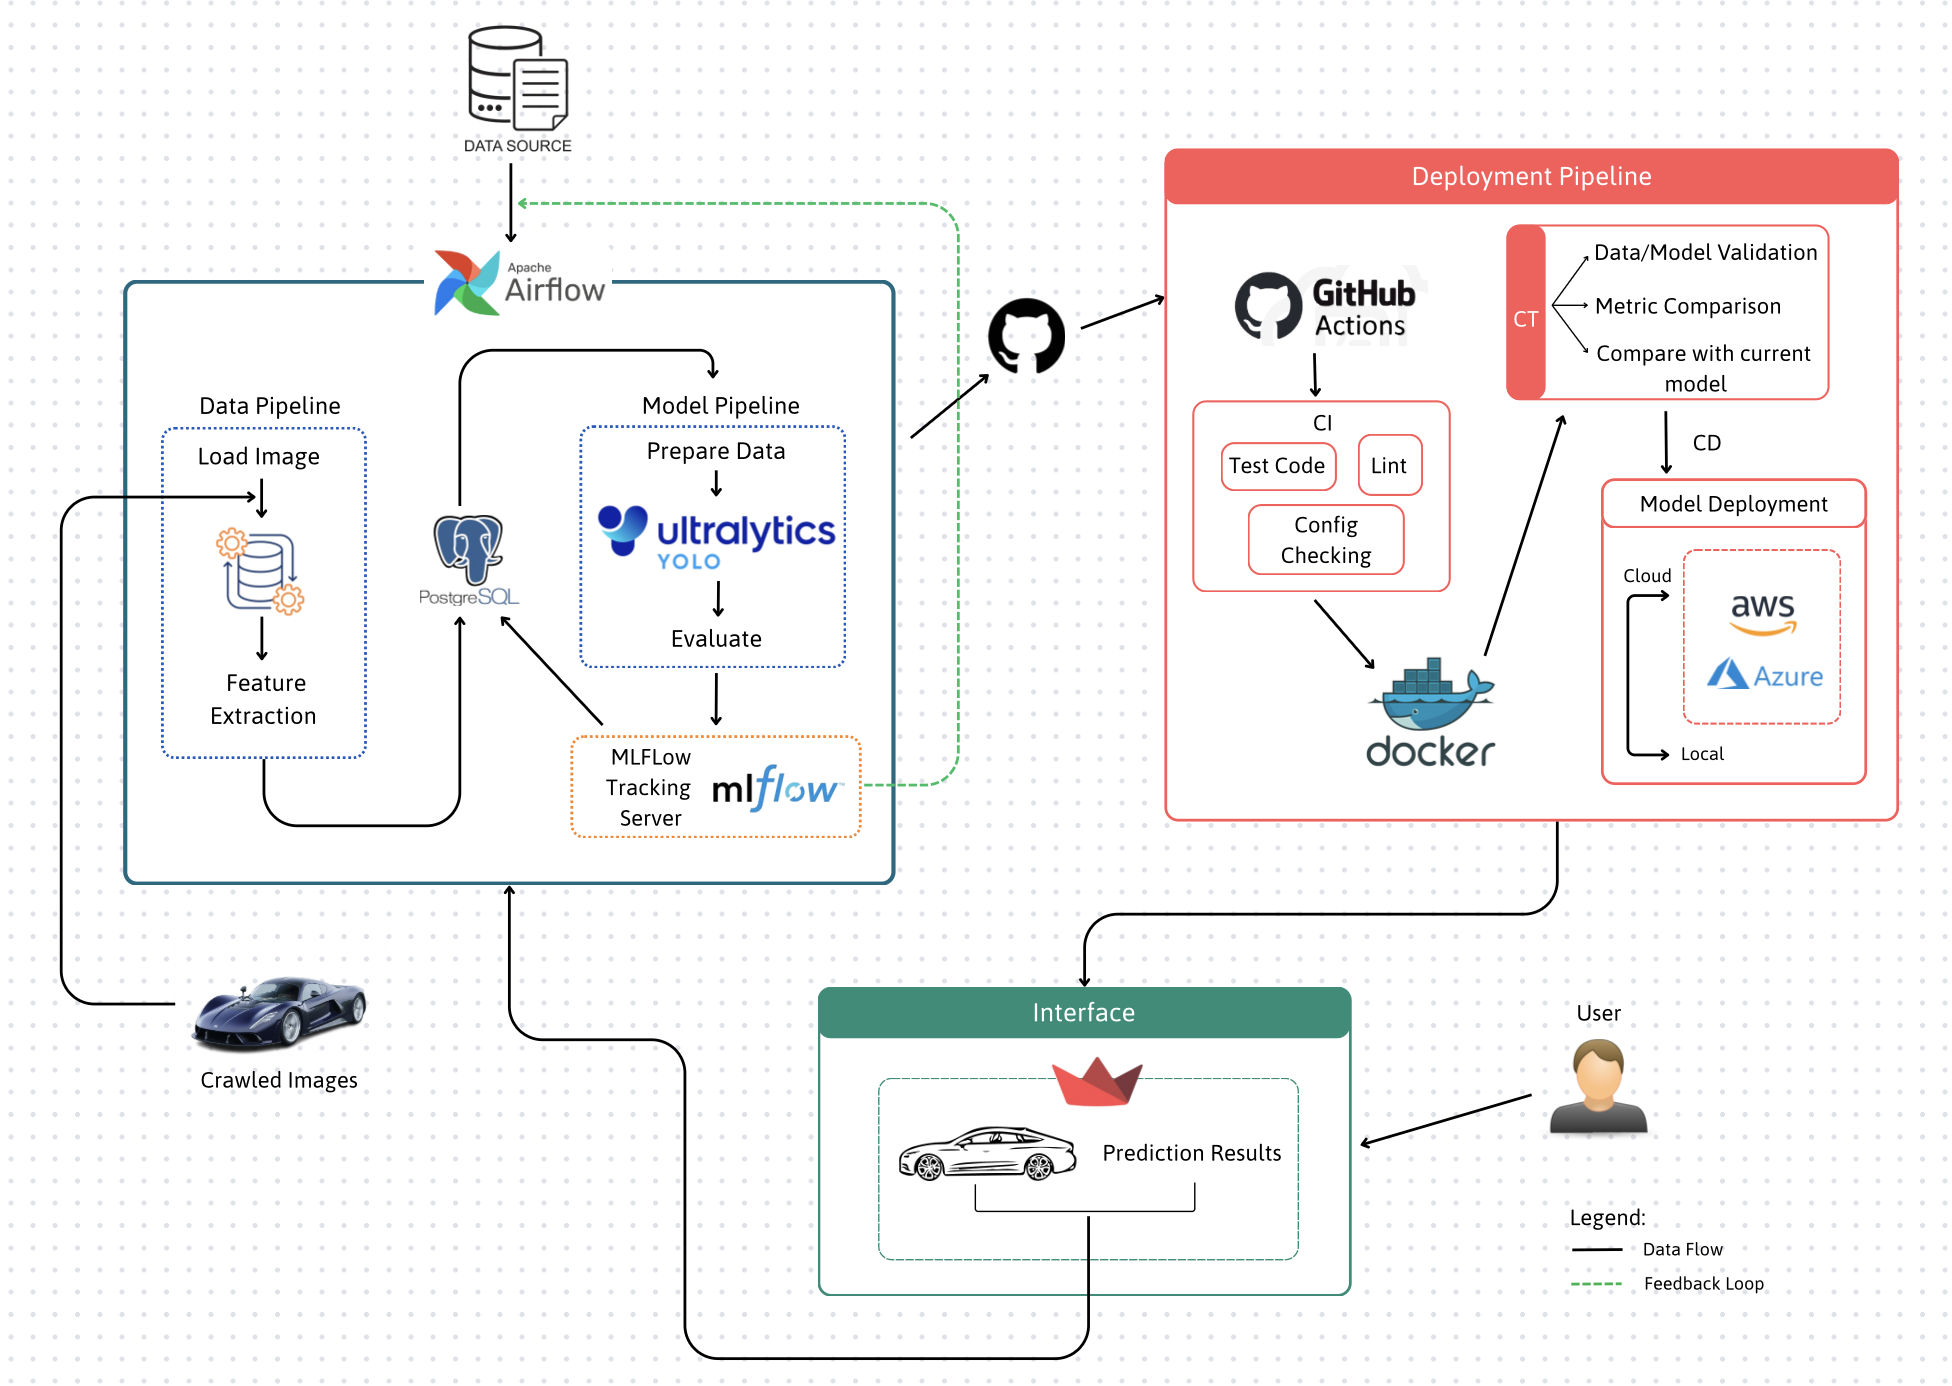 DATA SOURCE
Apache
Airflow
Data Pipeline
Load Image
Feature
Extraction
PostgreSQL
Model Pipeline
Prepare Data
ultralytics
YOLO
Evaluate
MLFLow
Tracking
Server
mlflow™
Crawled Images
Deployment Pipeline
GitHub
Actions
CI
Test Code
Lint
Config
Checking
docker
CT
Data/Model Validation
Metric Comparison
Compare with current
model
CD
Model Deployment
Cloud
aws
Azure
Local
Interface
Prediction Results
User
Legend:
Data Flow
Feedback Loop